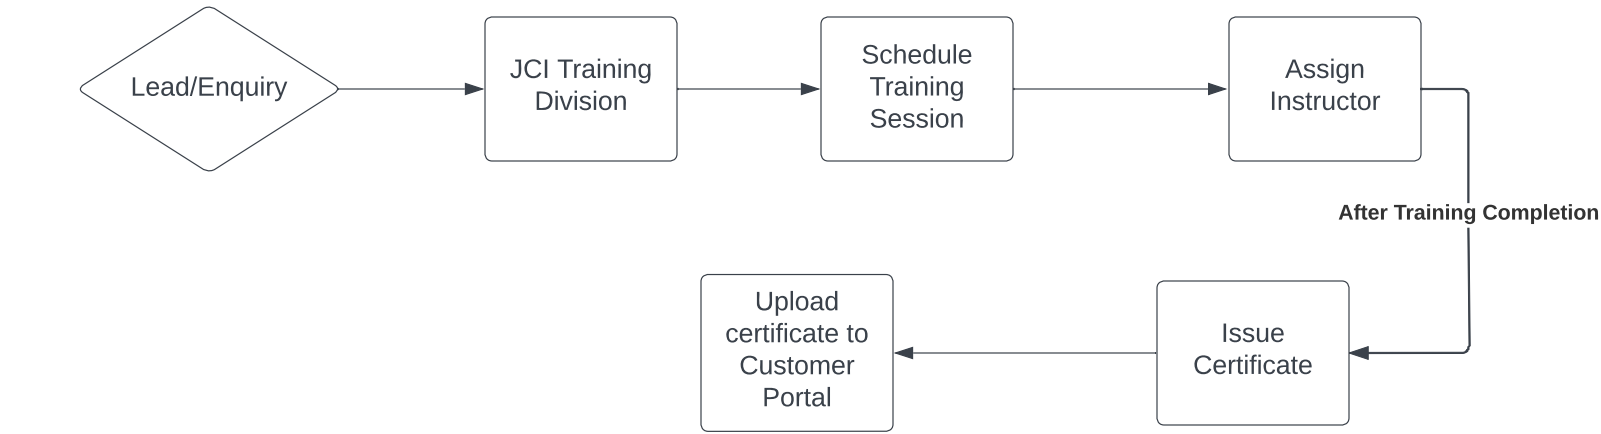 Lead/Enquiry
JCI Training
Division
Schedule
Training
Session
Assign
Instructor
After Training Completion
Issue
Certificate
Upload
certificate to
Customer
Portal